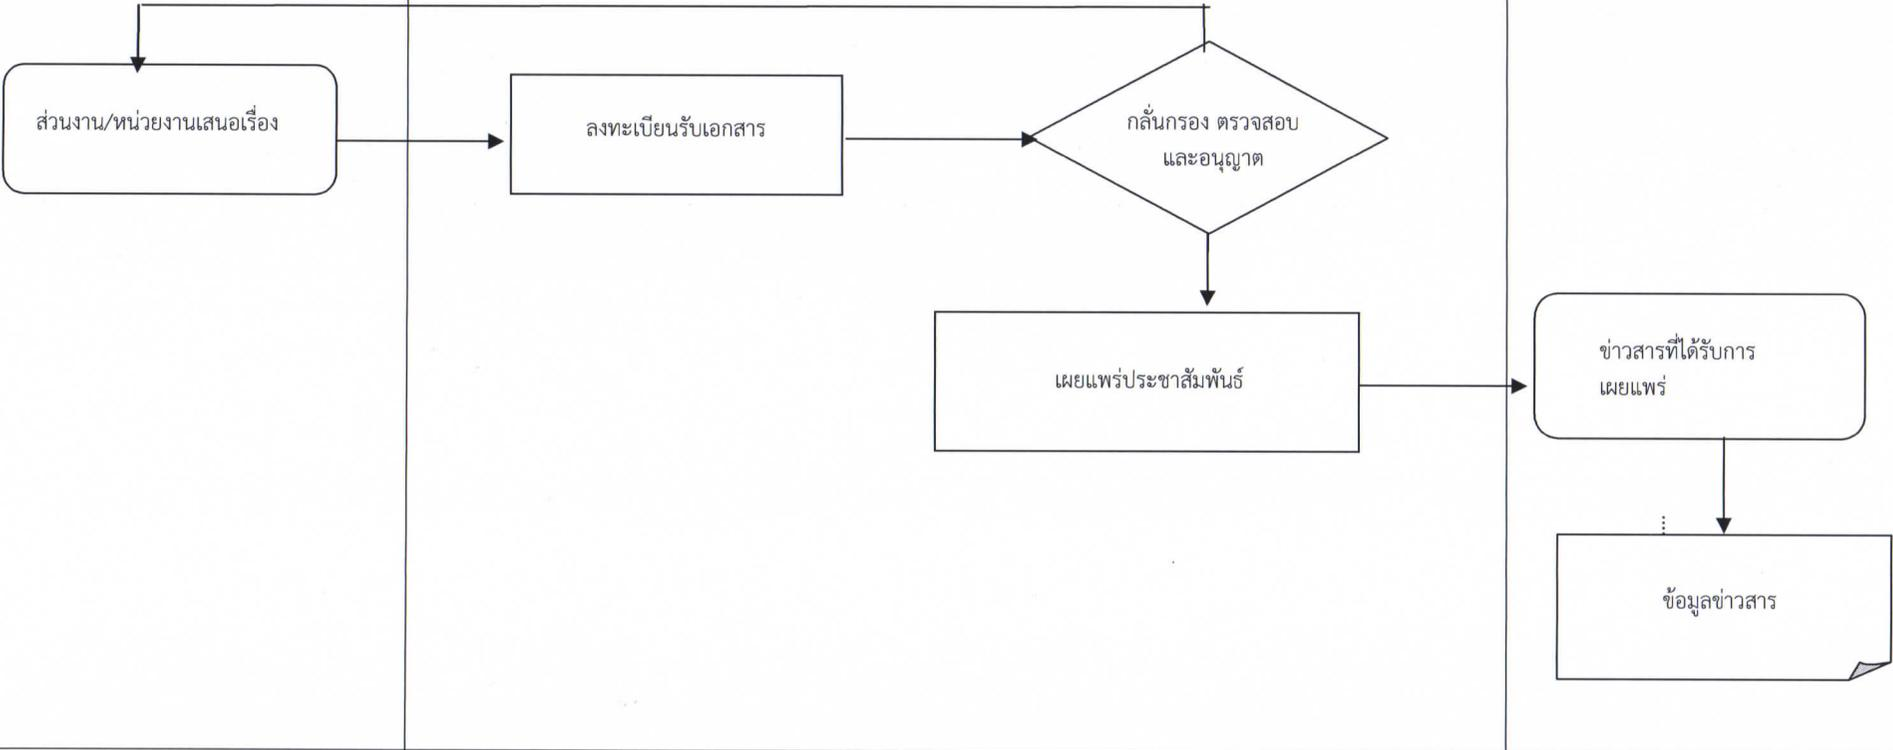 ส่วนงาน/หน่วยงานเสนอเรื่อง
ลงทะเบียนรับเอกสาร
กลั่นกรอง ตรวจสอบ
และอนุญาต
เผยแพร่ประชาสัมพันธ์
ข่าวสารที่ได้รับการ
เผยแพร่
ข้อมูลข่าวสาร